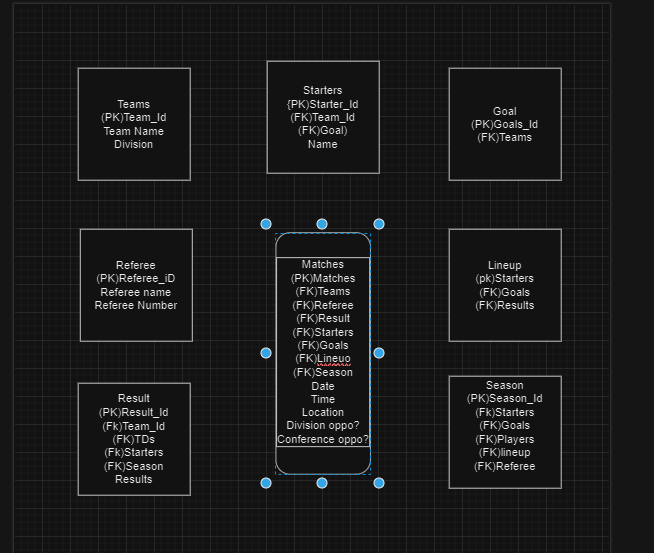 Teams
(PK)Team_Id
Team Name
Division
Starters
{PK)Starter_Id
(FK)Team_Id
(FK)Goal)
Name
Goal
(PK)Goals_Id
(FK)Teams
Referee
(PK)Referee_iD
Referee name
Referee Number
Matches
(PK)Matches
(FK)Teams
(FK)Referee
(FK)Result
(FK)Starters
(FK)Goals
(FK)Lineuo
(FK)Season
Date
Time
Location
Division oppo?
Conference oppo?
Lineup
(pk)Starters
(FK)Goals
(FK)Results
Result
(PK)Result_Id
(Fk)Team_Id
(FK)TDs
(Fk)Starters
(FK)Season
Results
Season
(PK)Season_Id
(Fk)Starters
(FK)Goals
(FK)Players
(FK)lineup
(FK)Referee